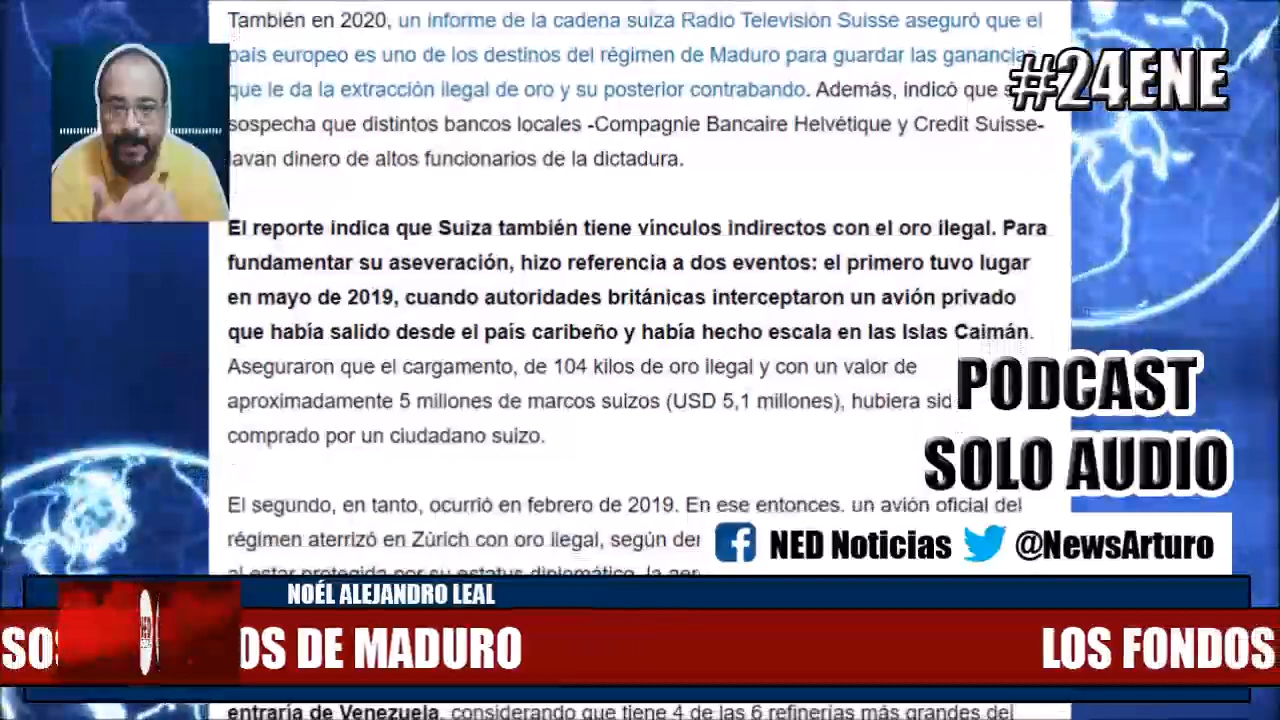 También en 2020, un informe de la cadena suiza Radio Televisión Suisse aseguró que el
país europeo es uno de los destinos del régimen de Maduro para guardar las ganancias
que le da la extracción ilegal de oro y su posterior contrabando. Además, indicó que
sospecha que distintos bancos locales -Compagnie Bancaire Helvétique y Credit Suisse-
lavan dinero de altos funcionarios de la dictadura.
#24ENE
El reporte indica que Suiza también tiene vínculos indirectos con el oro ilegal. Para
fundamentar su aseveración, hizo referencia a dos eventos: el primero tuvo lugar
en mayo de 2019, cuando autoridades británicas interceptaron un avión privado
que había salido desde el país caribeño y había hecho escala en las Islas Caimán.
Aseguraron que el cargamento, de 104 kilos de oro ilegal y con un valor de
aproximadamente 5 millones de marcos suizos (USD 5,1 millones), hubiera sid
comprado por un ciudadano suizo.
PODCAST
SOLO AUDIO
El segundo, en tanto, ocurrió en febrero de 2019. En ese entonces, un avión oficial del
régimen aterrizó en Zúrich con oro ilegal, según der
al estar protegida por su estatus diplomático, la
NED Noticias @NewsArturo
NOÉL ALEJANDRO LEAL
SOS OS DE MADURO LOS FONDOS
entraría de Venezuela, considerando que tiene 4 de las 6 refinerías más grandes del